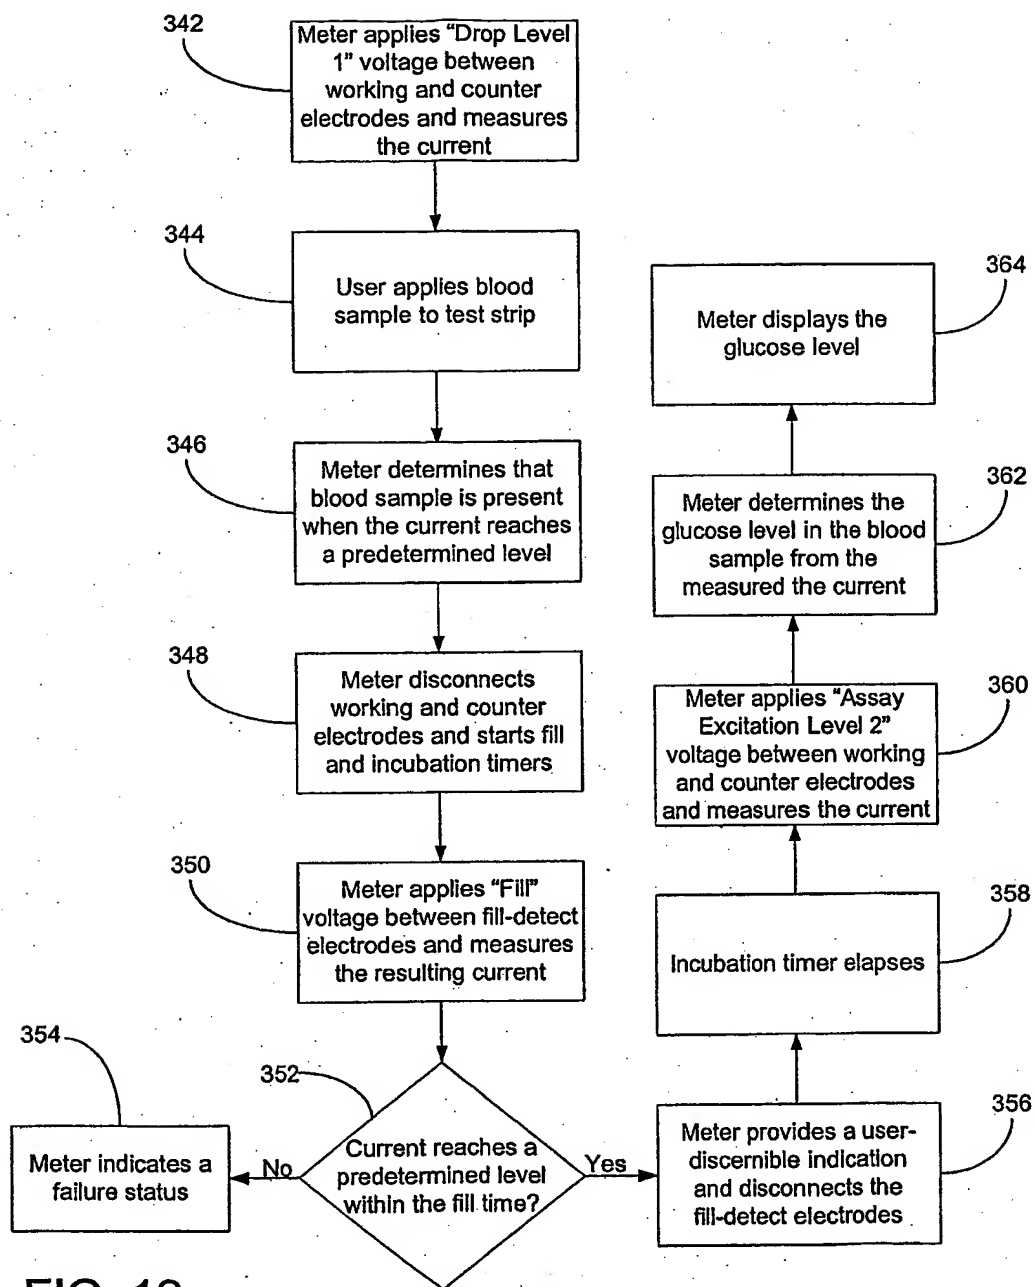 342
Meter applies “Drop Level
1” voltage between
working and counter
electrodes and measures
the current
344
User applies blood
sample to test strip
346
Meter determines that
blood sample is present
when the current reaches
a predetermined level
348
Meter disconnects
working and counter
electrodes and starts fill
and incubation timers
350
Meter applies “Fill”
voltage between fill-detect
electrodes and measures
the resulting current
352
Current reaches a
predetermined level
within the fill time?
No
354
Meter indicates a
failure status
Yes
356
Meter provides a user-
discernible indication
and disconnects the
fill-detect electrodes
358
Incubation timer elapses
360
Meter applies “Assay
Excitation Level 2”
voltage between working
and counter electrodes
and measures the current
362
Meter determines the
glucose level in the blood
sample from the
measured the current
364
Meter displays the
glucose level
FIG.